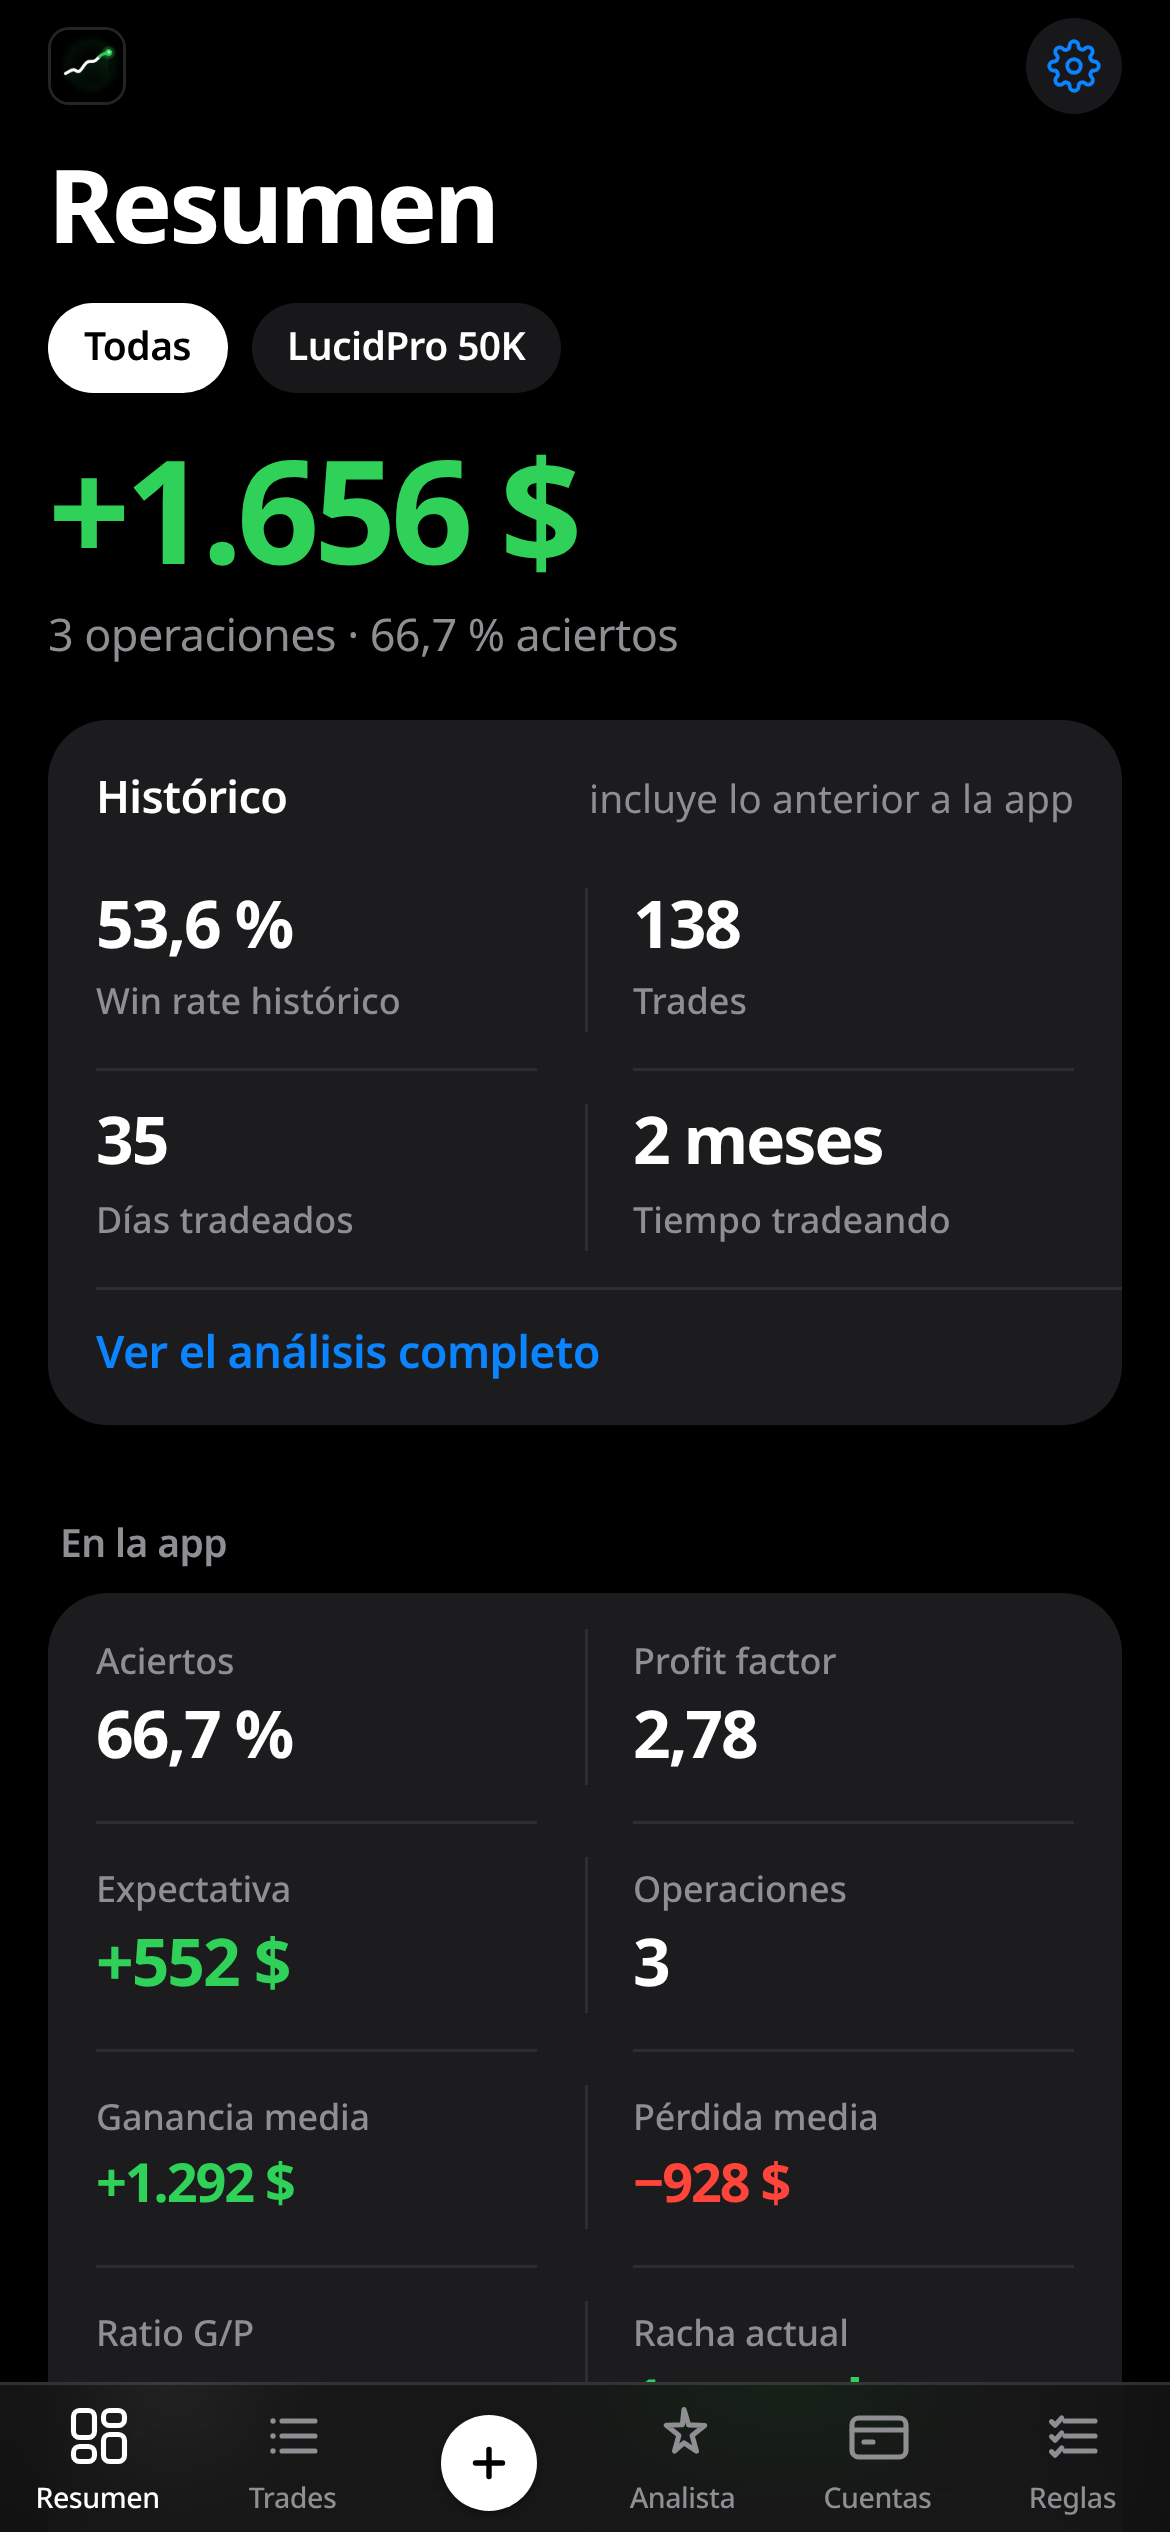 Resumen
Todas
LucidPro 50K
+1.656 $
3 operaciones · 66,7 % aciertos
Histórico
incluye lo anterior a la app
53,6 %
Win rate histórico
138
Trades
35
Días tradeados
2 meses
Tiempo tradeando
Ver el análisis completo
En la app
Aciertos
66,7 %
Profit factor
2,78
Expectativa
+552 $
Operaciones
3
Ganancia media
+1.292 $
Pérdida media
−928 $
Ratio G/P
Racha actual
Resumen
Trades
Analista
Cuentas
Reglas